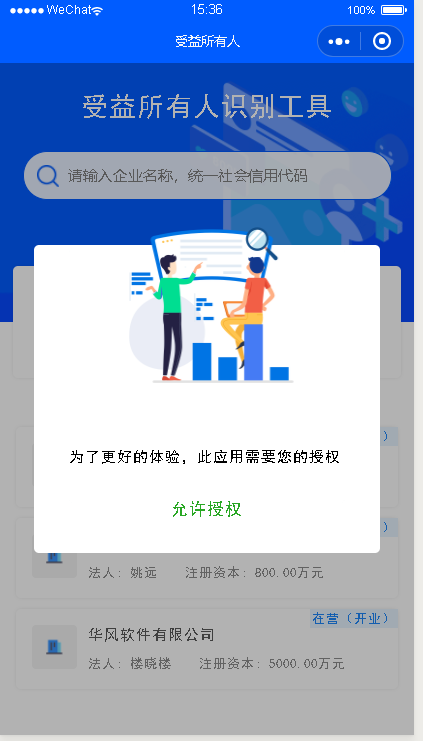 ●●●●● WeChat 15:36 100%
受益所有人
受益所有人识别工具
请输入企业名称，统一社会信用代码
为了更好的体验，此应用需要您的授权
允许授权
法人：姚远 注册资本：800.00万元
在营（开业）
华风软件有限公司
法人：楼晓楼 注册资本：5000.00万元